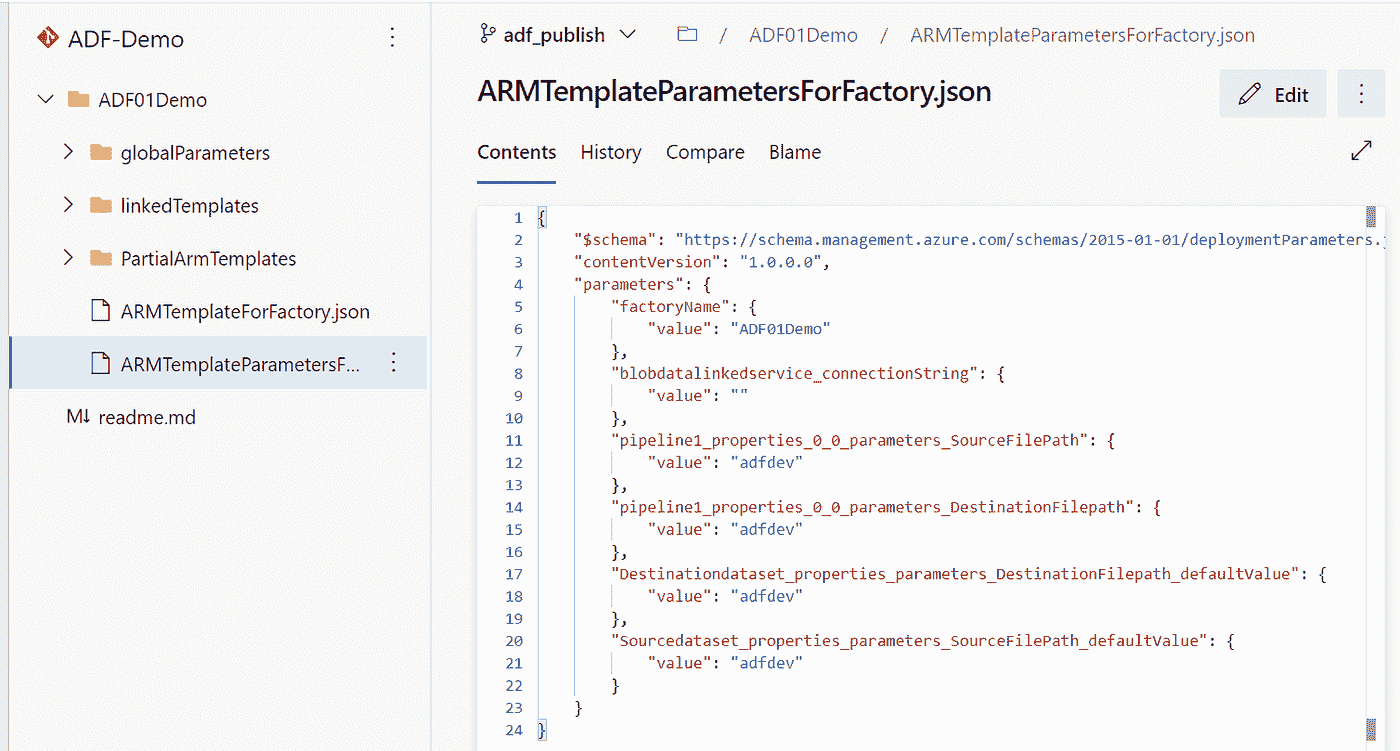 ADF-Demo
ADF01Demo
globalParameters
linkedTemplates
PartialArmTemplates
ARMTemplateForFactory.json
ARMTemplateParametersF...
readme.md
adf_publish / ADF01Demo / ARMTemplateParametersForFactory.json
ARMTemplateParametersForFactory.json
Edit
Contents History Compare Blame
1 {
2 "$schema": "https://schema.management.azure.com/schemas/2015-01-01/deploymentParameters.j
3 "contentVersion": "1.0.0.0",
4 "parameters": {
5 "factoryName": {
6 "value": "ADF01Demo"
7 },
8 "blobdatalinkedservice_connectionString": {
9 "value": ""
10 },
11 "pipeline1_properties_0_0_parameters_SourceFilePath": {
12 "value": "adfdev"
13 },
14 "pipeline1_properties_0_0_parameters_DestinationFilepath": {
15 "value": "adfdev"
16 },
17 "Destinationdataset_properties_parameters_DestinationFilepath_defaultValue": {
18 "value": "adfdev"
19 },
20 "Sourcedataset_properties_parameters_SourceFilePath_defaultValue": {
21 "value": "adfdev"
22 }
23 }
24 }